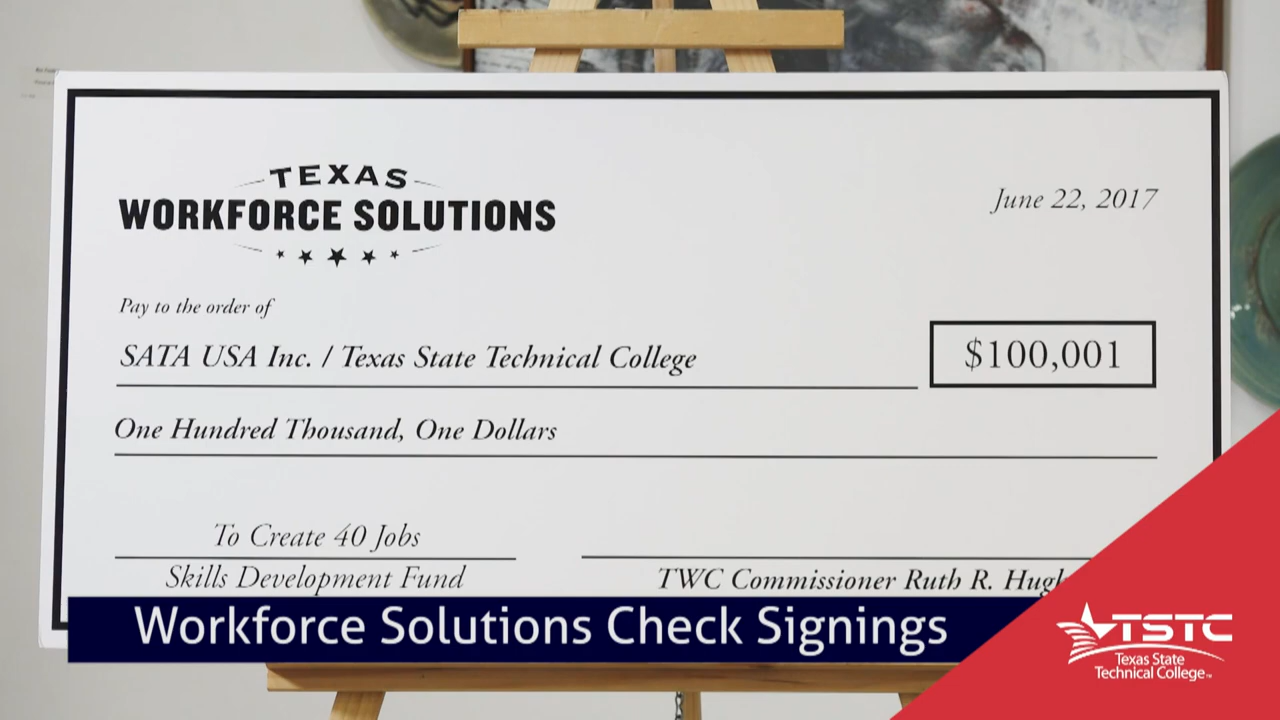 TEXAS
WORKFORCE SOLUTIONS
June 22, 2017
Pay to the order of
SATA USA Inc. / Texas State Technical College
$100,001
One Hundred Thousand, One Dollars
To Create 40 Jobs
Skills Development Fund
TWC Commissioner Ruth R.
Workforce Solutions Check Signings
TSTC
Texas State
Technical College